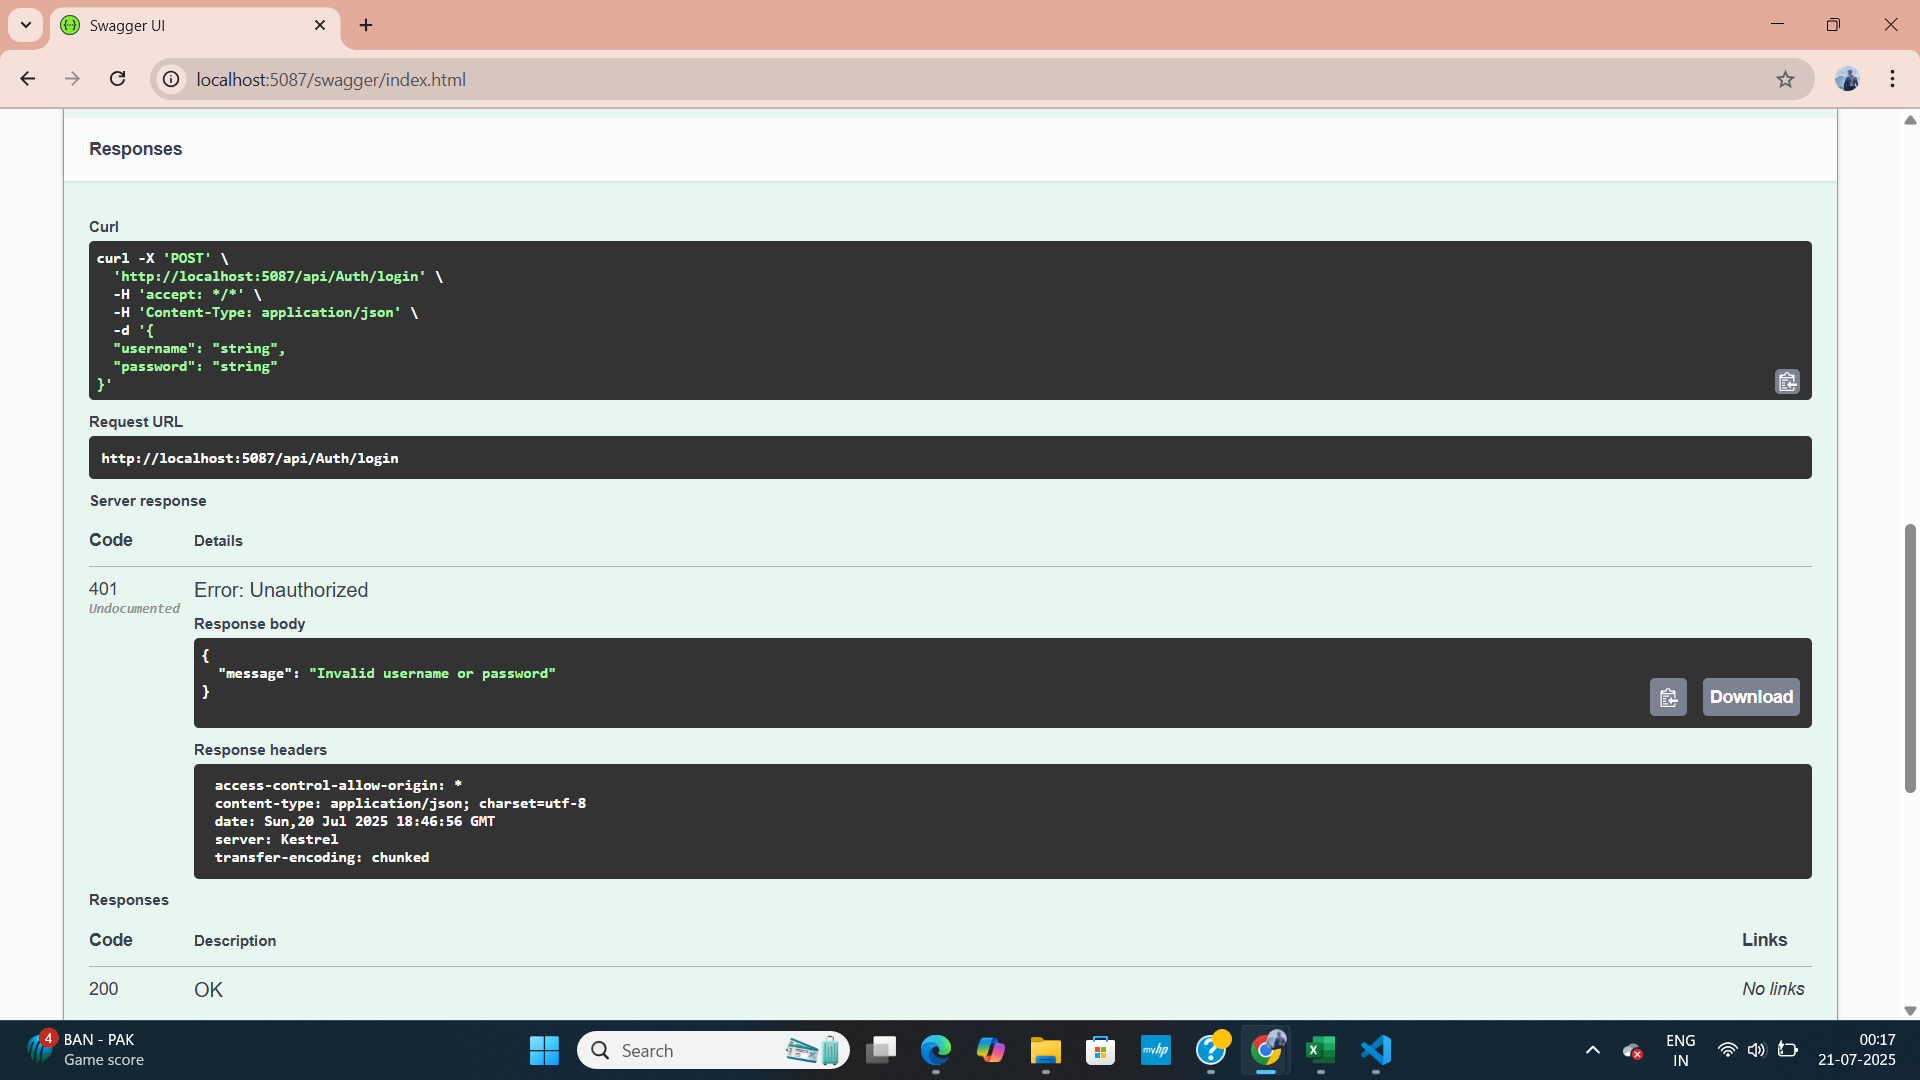 Swagger UI
localhost:5087/swagger/index.html
Responses
Curl
curl -X 'POST' \
  'http://localhost:5087/api/Auth/login' \
  -H 'accept: */*' \
  -H 'Content-Type: application/json' \
  -d '{
  "username": "string",
  "password": "string"
}'
Request URL
http://localhost:5087/api/Auth/login
Server response
Code Details
401 Error: Unauthorized
Undocumented
Response body
{
  "message": "Invalid username or password"
}
Download
Response headers
access-control-allow-origin: *
content-type: application/json; charset=utf-8
date: Sun,20 Jul 2025 18:46:56 GMT
server: Kestrel
transfer-encoding: chunked
Responses
Code Description Links
200 OK No links
4
BAN - PAK
Game score
Search
myhp
ENG
IN
00:17
21-07-2025